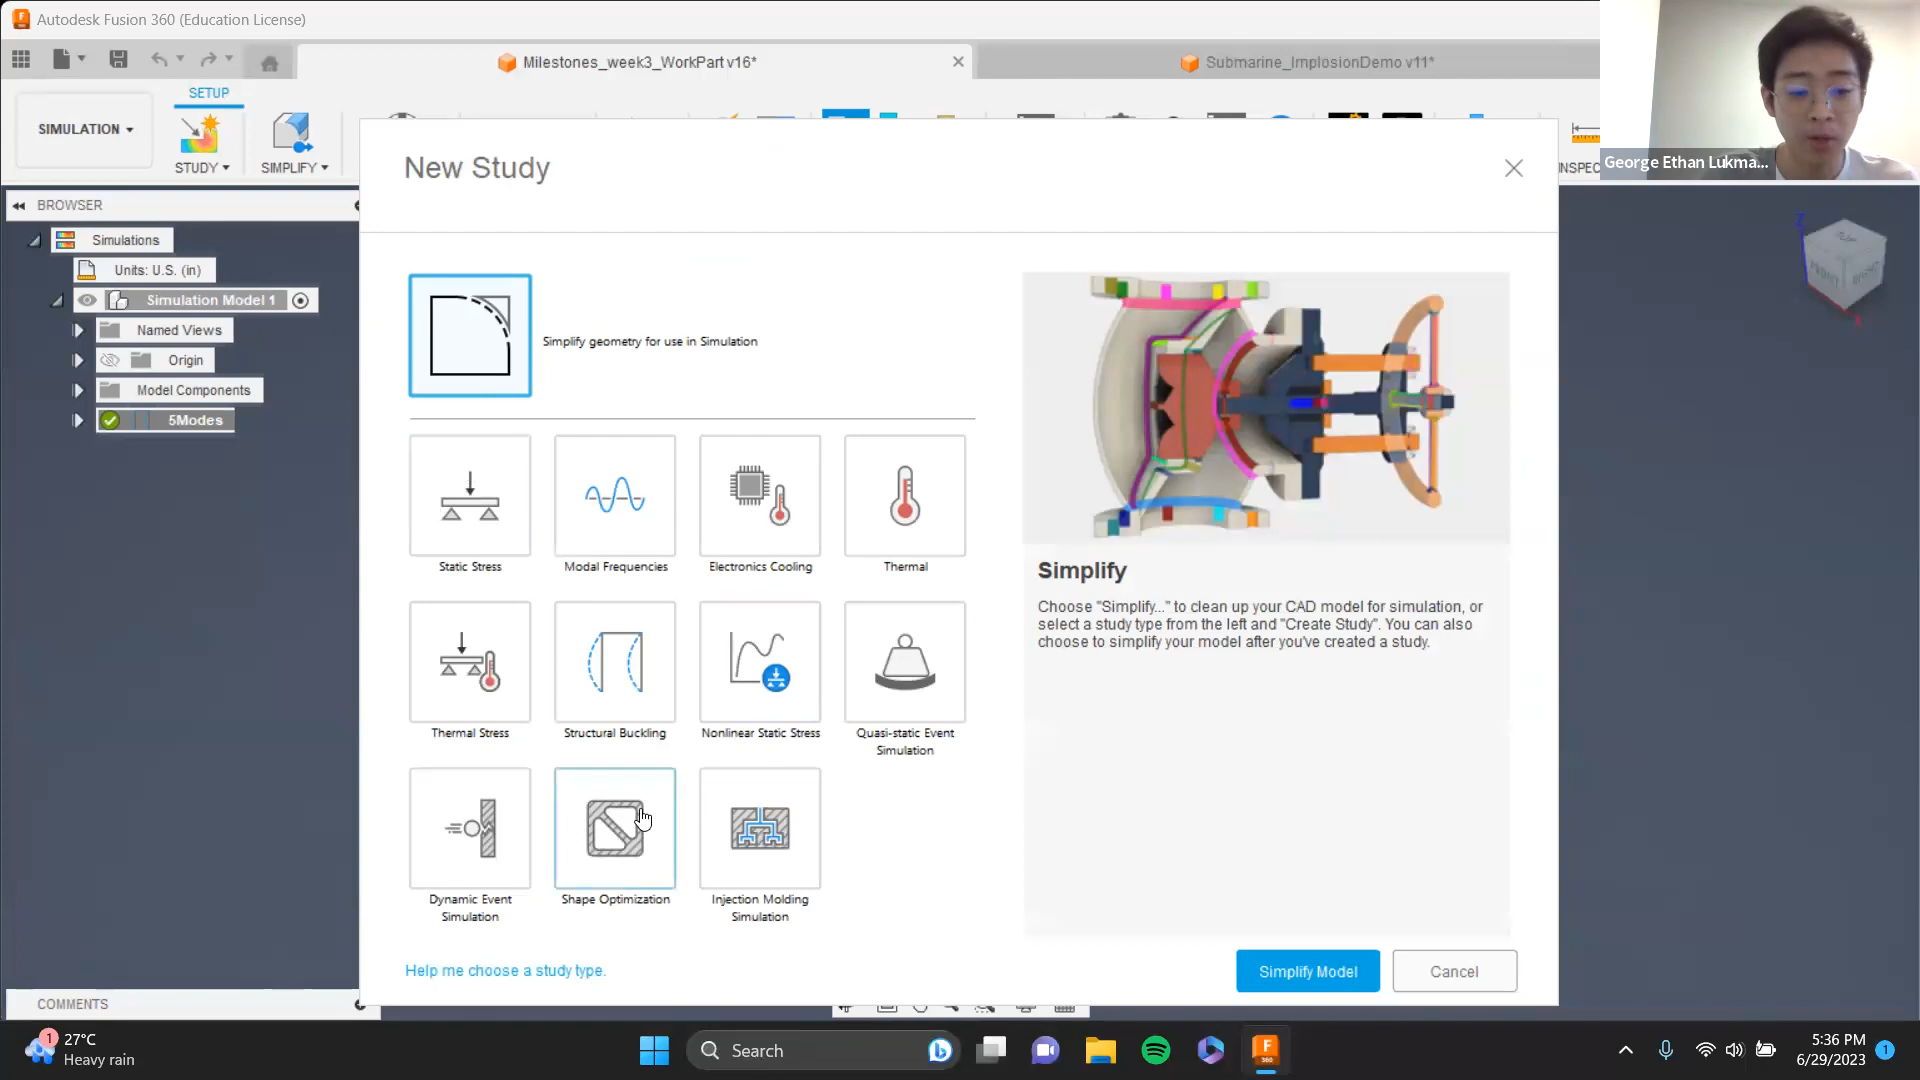 Autodesk Fusion 360 (Education License)
Milestones_week3_WorkPart v16*
Submarine_ImplosionDemo v11*
SETUP
SIMULATION
STUDY
SIMPLIFY
INSPEC
George Ethan Lukma...
BROWSER
Simulations
Units: U.S. (in)
Simulation Model 1
Named Views
Origin
Model Components
5Modes
New Study
Simplify geometry for use in Simulation
Static Stress
Modal Frequencies
Electronics Cooling
Thermal
Thermal Stress
Structural Buckling
Nonlinear Static Stress
Quasi-static Event
Simulation
Dynamic Event
Simulation
Shape Optimization
Injection Molding
Simulation
Simplify
Choose "Simplify..." to clean up your CAD model for simulation, or
select a study type from the left and "Create Study". You can also
choose to simplify your model after you've created a study.
Help me choose a study type.
Simplify Model
Cancel
COMMENTS
Z
X
1
27°C
Heavy rain
Search
F
360
5:36 PM
6/29/2023
1